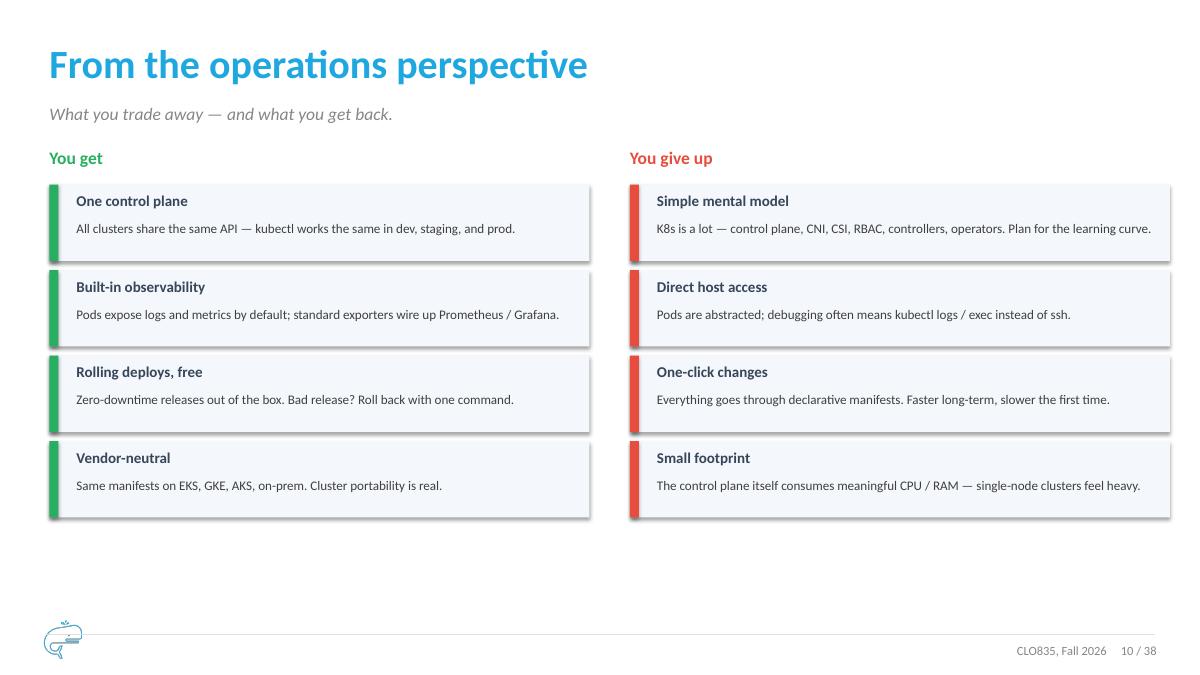 From the operations perspective
What you trade away — and what you get back.
You get
One control plane
All clusters share the same API — kubectl works the same in dev, staging, and prod.
Built-in observability
Pods expose logs and metrics by default; standard exporters wire up Prometheus / Grafana.
Rolling deploys, free
Zero-downtime releases out of the box. Bad release? Roll back with one command.
Vendor-neutral
Same manifests on EKS, GKE, AKS, on-prem. Cluster portability is real.
You give up
Simple mental model
K8s is a lot — control plane, CNI, CSI, RBAC, controllers, operators. Plan for the learning curve.
Direct host access
Pods are abstracted; debugging often means kubectl logs / exec instead of ssh.
One-click changes
Everything goes through declarative manifests. Faster long-term, slower the first time.
Small footprint
The control plane itself consumes meaningful CPU / RAM — single-node clusters feel heavy.
CLO835, Fall 2026 10 / 38